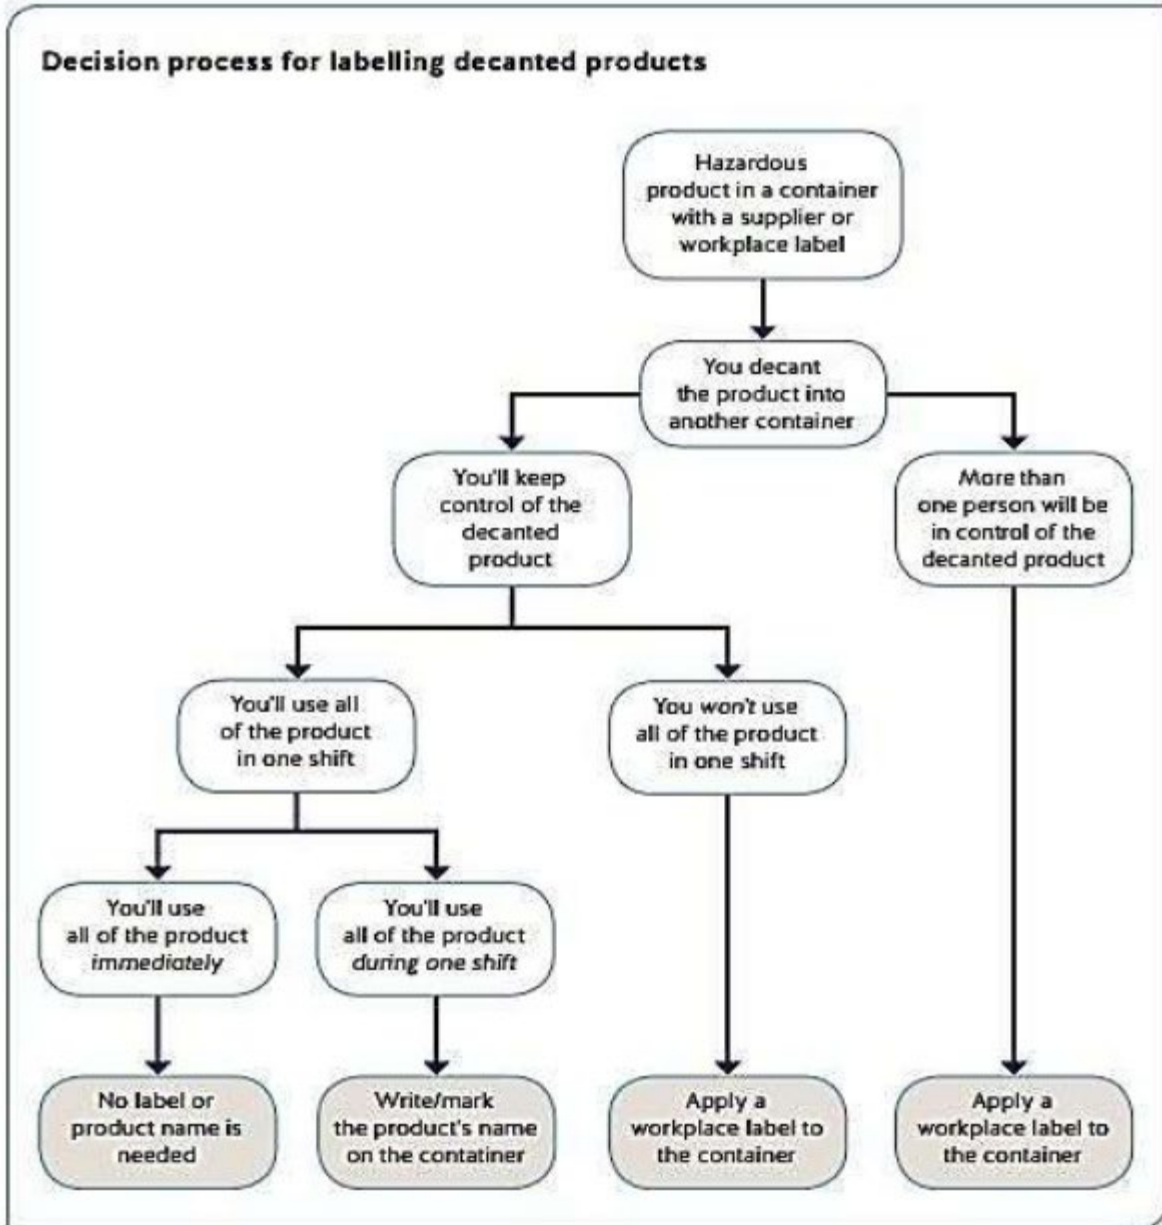 Decision process for labelling decanted products
Hazardous
product in a container
with a supplier or
workplace label
You decant
the product into
another container
You'll keep
control of the
decanted
product
More than
one person will be
in control of the
decanted product
You'll use all
of the product
in one shift
You won't use
all of the product
in one shift
You'll use
all of the product
immediately
You'll use
all of the product
during one shift
No label or
product name is
needed
Write/mark
the product's name
on the contatiner
Apply a
workplace label to
the container
Apply a
workplace label to
the container